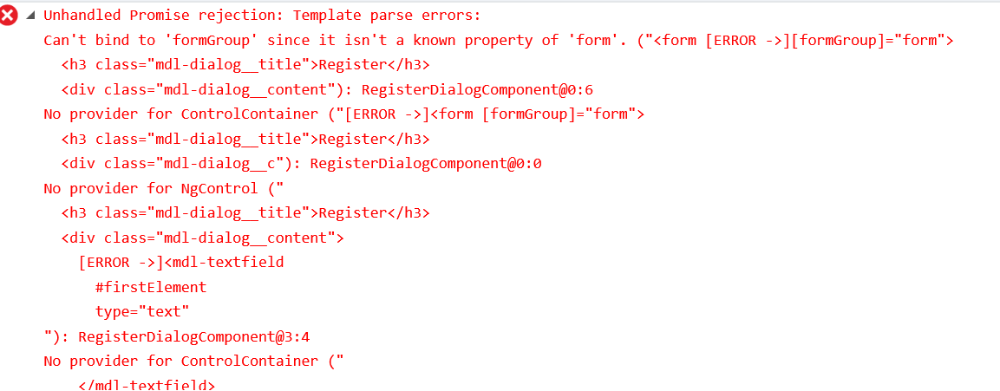 Unhandled Promise rejection: Template parse errors:
Can't bind to 'formGroup' since it isn't a known property of 'form'. ("<form [ERROR ->][formGroup]="form">
<h3 class="mdl-dialog__title">Register</h3>
<div class="mdl-dialog__content"): RegisterDialogComponent@0:6
No provider for ControlContainer ("[ERROR ->]<form [formGroup]="form">
<h3 class="mdl-dialog__title">Register</h3>
<div class="mdl-dialog__c"): RegisterDialogComponent@0:0
No provider for NgControl ("
<h3 class="mdl-dialog__title">Register</h3>
<div class="mdl-dialog__content">
[ERROR ->]<mdl-textfield
#firstElement
type="text"
"): RegisterDialogComponent@3:4
No provider for ControlContainer ("
</mdl-textfield>